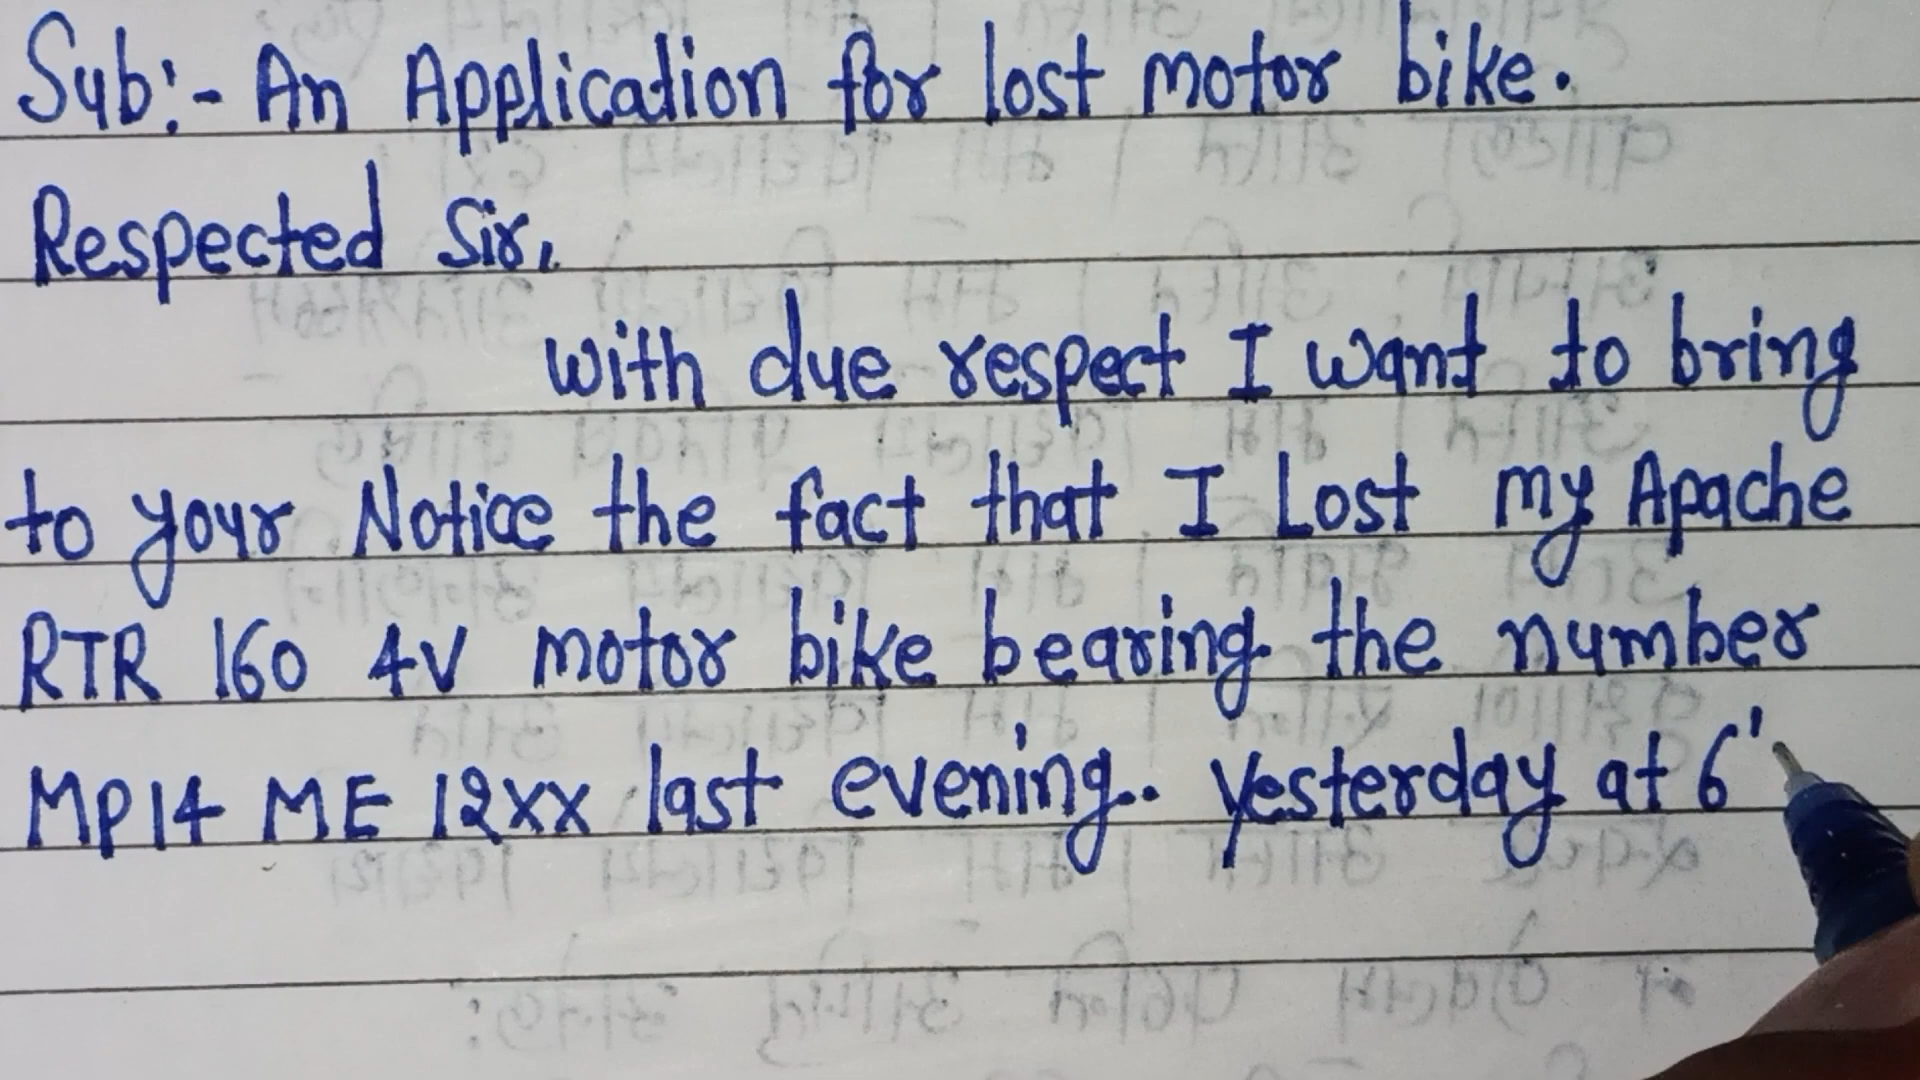 Sub:- An Application for lost motor bike.
Respected Sir,
with due respect I want to bring
to your Notice the fact that I Lost my Apache
RTR 160 4V motor bike bearing the number
MP14 ME 12xx last evening. Yesterday at 6'